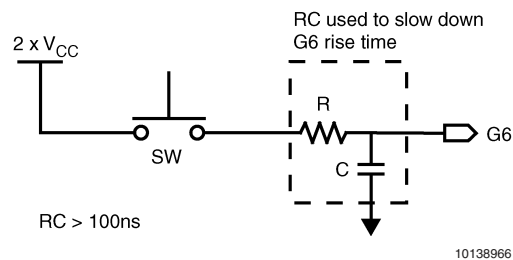 RC used to slow down
G6 rise time
2 x VCC
R
G6
SW
C
RC > 100ns
10138966